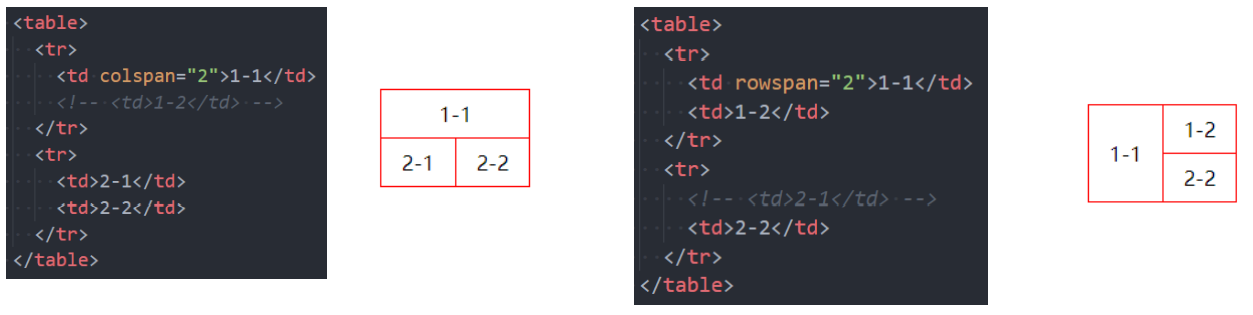 <table>
<tr>
<td colspan="2">1-1</td>
<!-- <td>1-2</td> -->
</tr>
<tr>
<td>2-1</td>
<td>2-2</td>
</tr>
</table>
1-1
2-1 2-2
<table>
<tr>
<td rowspan="2">1-1</td>
<td>1-2</td>
</tr>
<tr>
<!-- <td>2-1</td> -->
<td>2-2</td>
</tr>
</table>
1-2
1-1
2-2